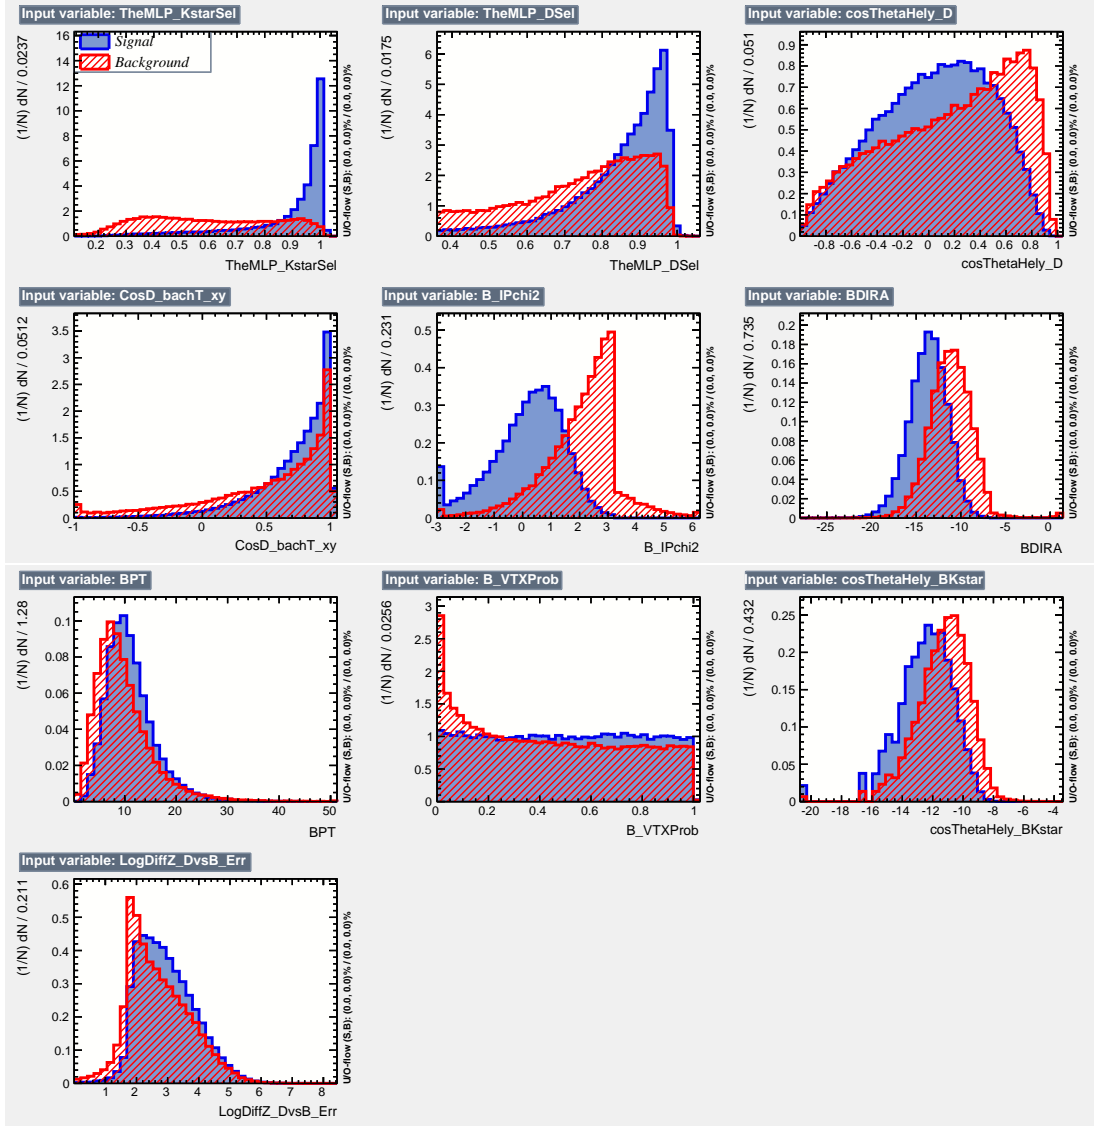 Input variable: TheMLP_KstarSel
(1/N) dN / 0.0237
16
14
12
10
8
6
4
2
0
0.2 0.3 0.4 0.5 0.6 0.7 0.8 0.9 1
TheMLP_KstarSel
Signal
Background
U/O-flow (S,B): (0.0, 0.0)% / (0.0, 0.0)%
Input variable: TheMLP_DSel
(1/N) dN / 0.0175
6
5
4
3
2
1
0
0.4 0.5 0.6 0.7 0.8 0.9 1
TheMLP_DSel
U/O-flow (S,B): (0.0, 0.0)% / (0.0, 0.0)%
Input variable: cosThetaHely_D
(1/N) dN / 0.051
0.9
0.8
0.7
0.6
0.5
0.4
0.3
0.2
0.1
0
-0.8 -0.6 -0.4 -0.2 0 0.2 0.4 0.6 0.8 1
cosThetaHely_D
U/O-flow (S,B): (0.0, 0.0)% / (0.0, 0.0)%
Input variable: CosD_bachT_xy
(1/N) dN / 0.0512
3.5
3
2.5
2
1.5
1
0.5
0
-1 -0.5 0 0.5 1
CosD_bachT_xy
U/O-flow (S,B): (0.0, 0.0)% / (0.0, 0.0)%
Input variable: B_IPchi2
(1/N) dN / 0.231
0.5
0.4
0.3
0.2
0.1
0
-3 -2 -1 0 1 2 3 4 5 6
B_IPchi2
U/O-flow (S,B): (0.0, 0.0)% / (0.0, 0.0)%
Input variable: BDIRA
(1/N) dN / 0.735
0.2
0.18
0.16
0.14
0.12
0.1
0.08
0.06
0.04
0.02
0
-25 -20 -15 -10 -5 0
BDIRA
U/O-flow (S,B): (0.0, 0.0)% / (0.0, 0.0)%
Input variable: BPT
(1/N) dN / 1.28
0.1
0.08
0.06
0.04
0.02
0
10 20 30 40 50
BPT
U/O-flow (S,B): (0.0, 0.0)% / (0.0, 0.0)%
Input variable: B_VTXProb
(1/N) dN / 0.0256
3
2.5
2
1.5
1
0.5
0
0 0.2 0.4 0.6 0.8 1
B_VTXProb
U/O-flow (S,B): (0.0, 0.0)% / (0.0, 0.0)%
Input variable: cosThetaHely_BKstar
(1/N) dN / 0.432
0.25
0.2
0.15
0.1
0.05
0
-20 -18 -16 -14 -12 -10 -8 -6 -4
cosThetaHely_BKstar
U/O-flow (S,B): (0.0, 0.0)% / (0.0, 0.0)%
Input variable: LogDiffZ_DvsB_Err
(1/N) dN / 0.211
0.6
0.5
0.4
0.3
0.2
0.1
0
1 2 3 4 5 6 7 8
LogDiffZ_DvsB_Err
U/O-flow (S,B): (0.0, 0.0)% / (0.0, 0.0)%